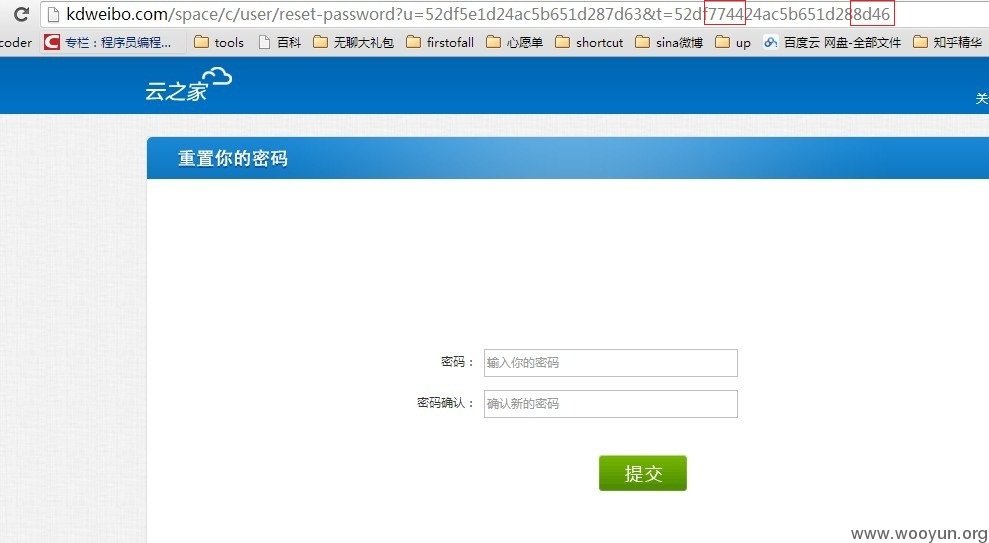 kdweibo.com/space/c/user/reset-password?u=52df5e1d24ac5b651d287d63&t=52df774424ac5b651d288d46
coder 专栏：程序员编程... tools 百科 无聊大礼包 firstofall 心愿单 shortcut sina微博 up 百度云 网盘-全部文件 知乎精华
云之家
关
重置你的密码
密码： 输入你的密码
密码确认： 确认新的密码
提交
www.wooyun.org